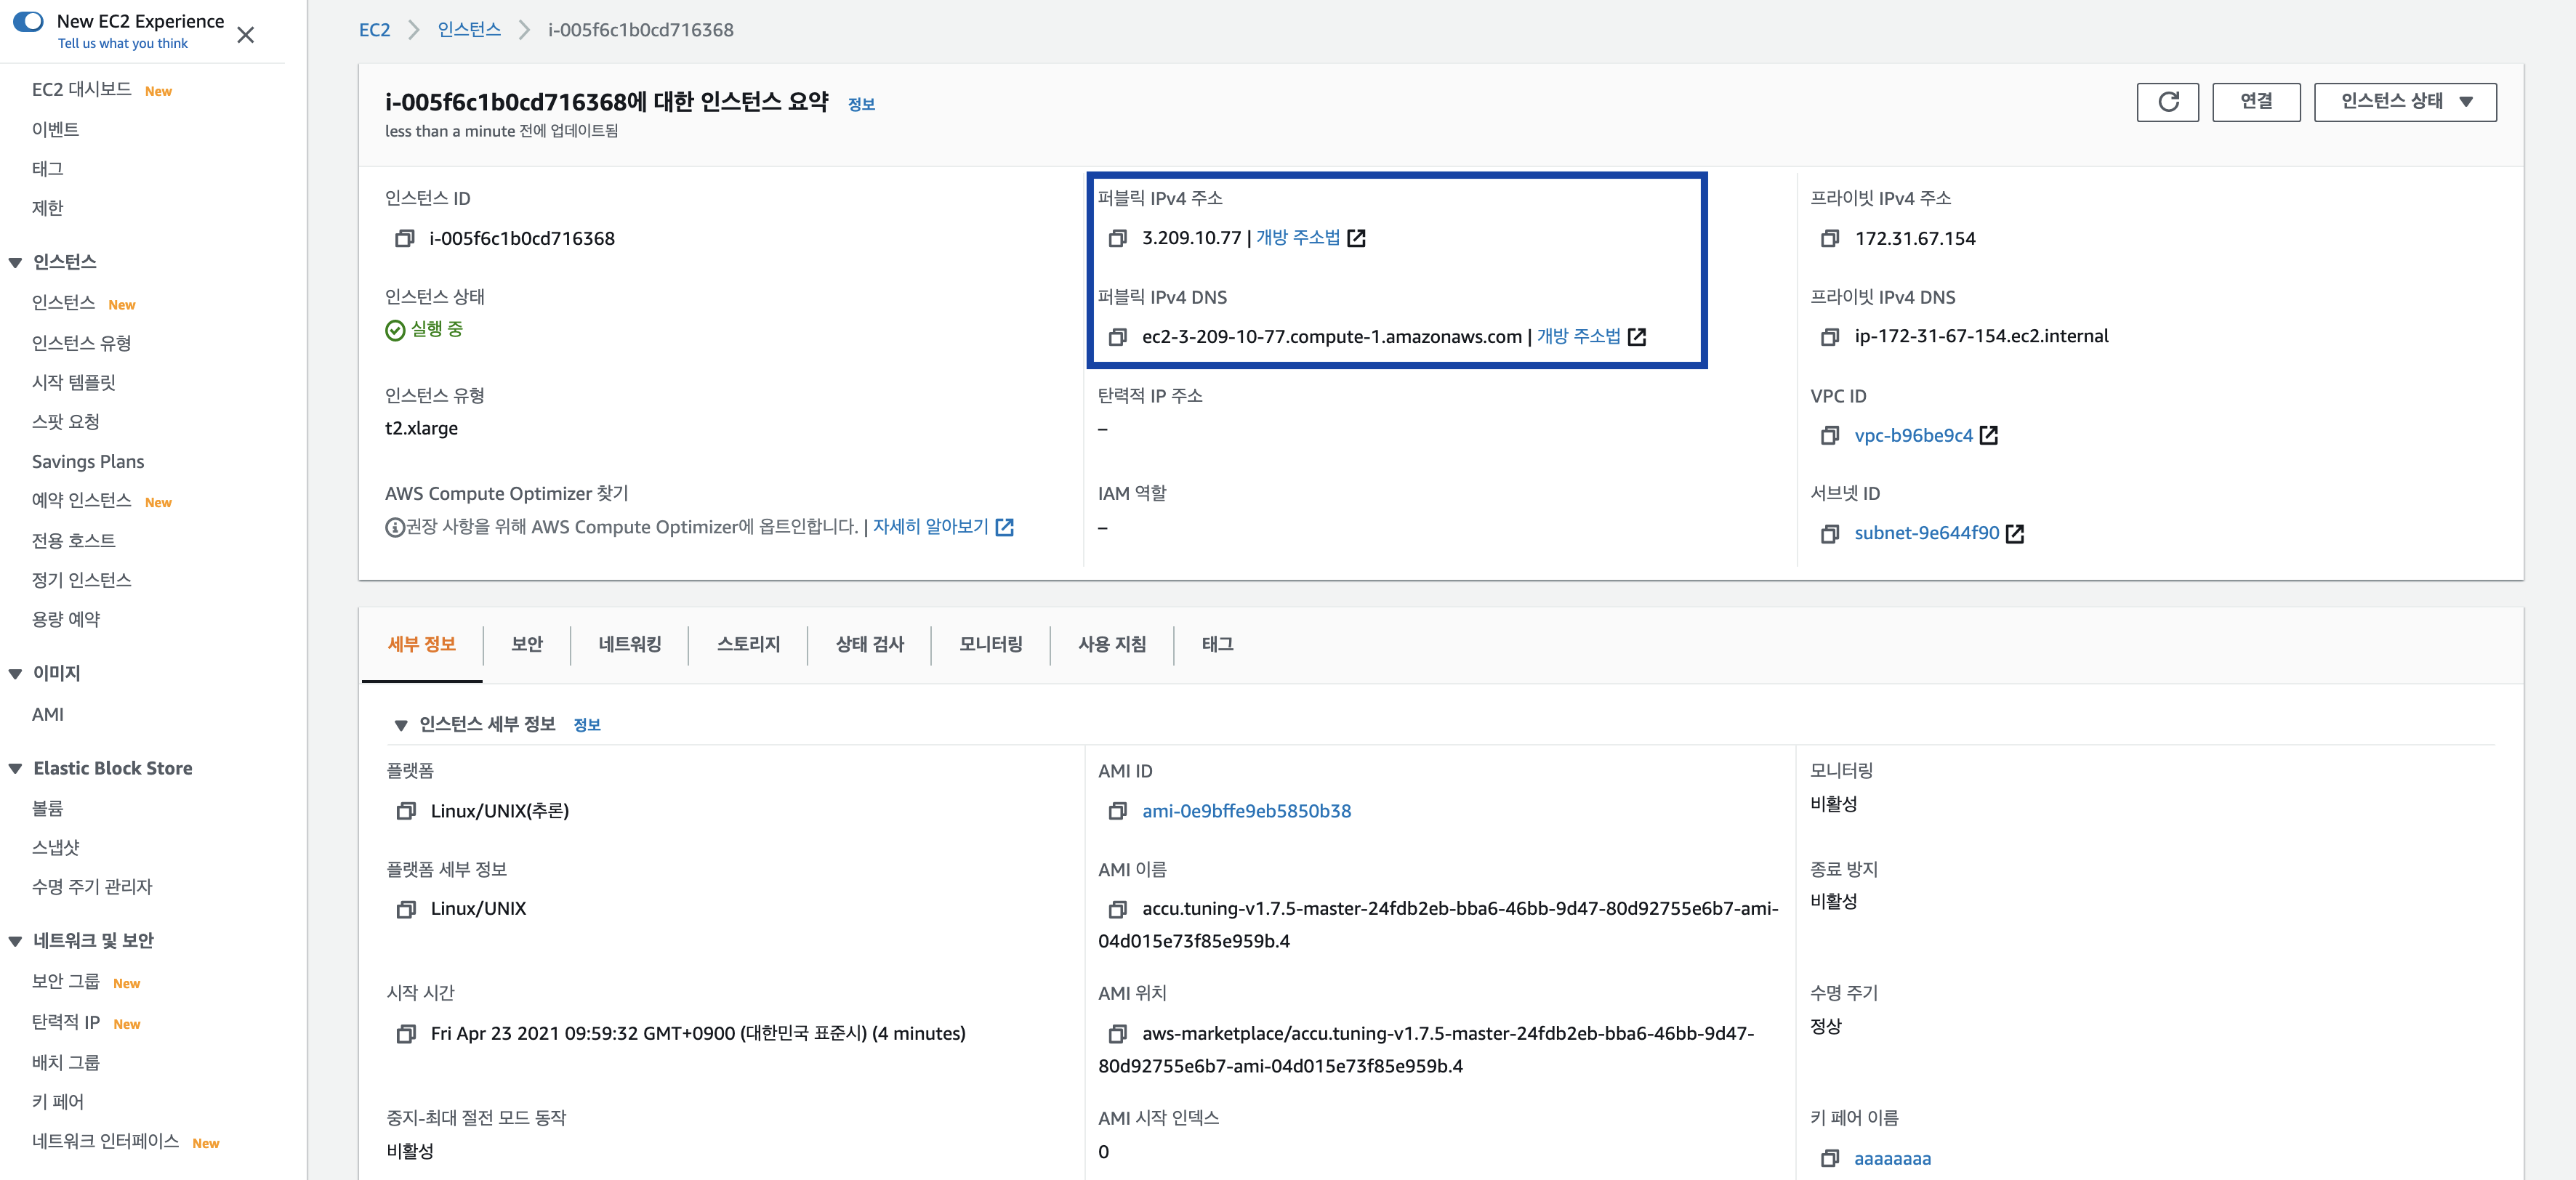 New EC2 Experience
Tell us what you think
EC2 대시보드 New
이벤트
태그
제한
인스턴스
인스턴스 New
인스턴스 유형
시작 템플릿
스팟 요청
Savings Plans
예약 인스턴스 New
전용 호스트
정기 인스턴스
용량 예약
이미지
AMI
Elastic Block Store
볼륨
스냅샷
수명 주기 관리자
네트워크 및 보안
보안 그룹 New
탄력적 IP New
배치 그룹
키 페어
네트워크 인터페이스 New
EC2 인스턴스 i-005f6c1b0cd716368
i-005f6c1b0cd716368에 대한 인스턴스 요약 정보
less than a minute 전에 업데이트됨
연결
인스턴스 상태
인스턴스 ID
i-005f6c1b0cd716368
퍼블릭 IPv4 주소
3.209.10.77 | 개방 주소법
프라이빗 IPv4 주소
172.31.67.154
인스턴스 상태
실행 중
퍼블릭 IPv4 DNS
ec2-3-209-10-77.compute-1.amazonaws.com | 개방 주소법
프라이빗 IPv4 DNS
ip-172-31-67-154.ec2.internal
인스턴스 유형
t2.xlarge
탄력적 IP 주소
–
VPC ID
vpc-b96be9c4
AWS Compute Optimizer 찾기
권장 사항을 위해 AWS Compute Optimizer에 옵트인합니다. | 자세히 알아보기
IAM 역할
–
서브넷 ID
subnet-9e644f90
세부 정보 보안 네트워킹 스토리지 상태 검사 모니터링 사용 지침 태그
인스턴스 세부 정보 정보
플랫폼
Linux/UNIX(추론)
AMI ID
ami-0e9bffe9eb5850b38
모니터링
비활성
플랫폼 세부 정보
Linux/UNIX
AMI 이름
accu.tuning-v1.7.5-master-24fdb2eb-bba6-46bb-9d47-80d92755e6b7-ami-
04d015e73f85e959b.4
종료 방지
비활성
시작 시간
Fri Apr 23 2021 09:59:32 GMT+0900 (대한민국 표준시) (4 minutes)
AMI 위치
aws-marketplace/accu.tuning-v1.7.5-master-24fdb2eb-bba6-46bb-9d47-
80d92755e6b7-ami-04d015e73f85e959b.4
수명 주기
정상
중지-최대 절전 모드 동작
비활성
AMI 시작 인덱스
0
키 페어 이름
aaaaaaaa